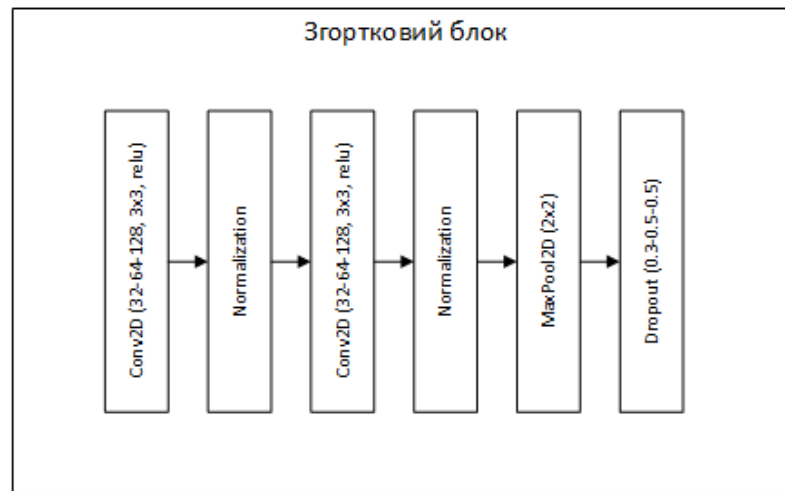 Згортковий блок
Conv2D (32-64-128, 3x3, relu)
Normalization
Conv2D (32-64-128, 3x3, relu)
Normalization
MaxPool2D (2x2)
Dropout (0.3-0.5-0.5)